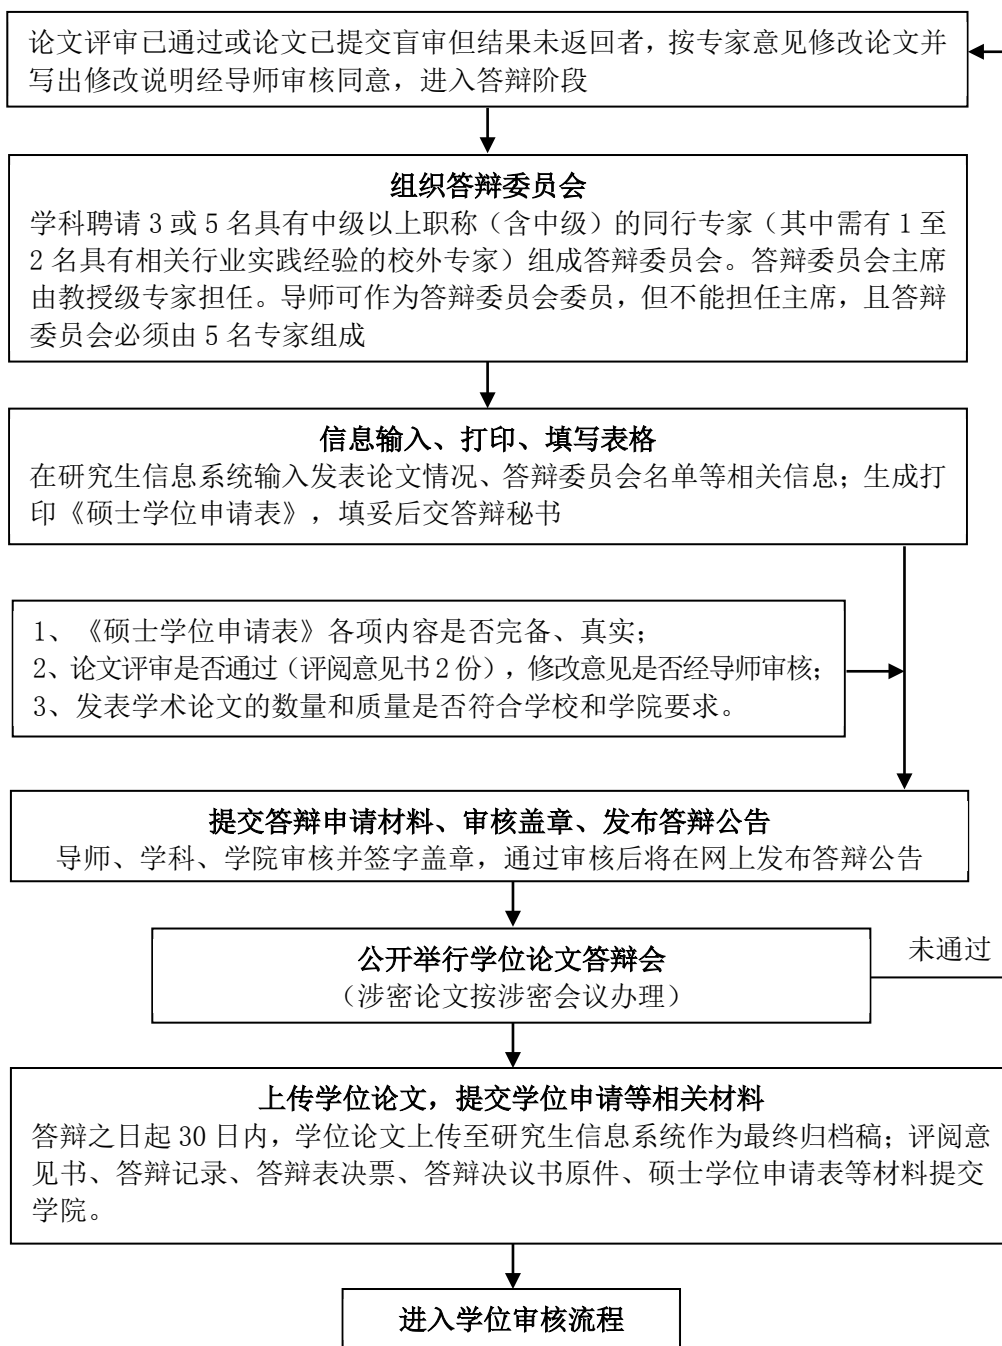 论文评审已通过或论文已提交盲审但结果未返回者，按专家意见修改论文并
写出修改说明经导师审核同意，进入答辩阶段
组织答辩委员会
学科聘请 3 或 5 名具有中级以上职称（含中级）的同行专家（其中需有 1 至
2 名具有相关行业实践经验的校外专家）组成答辩委员会。答辩委员会主席
由教授级专家担任。导师可作为答辩委员会委员，但不能担任主席，且答辩
委员会必须由 5 名专家组成
信息输入、打印、填写表格
在研究生信息系统输入发表论文情况、答辩委员会名单等相关信息；生成打
印《硕士学位申请表》，填妥后交答辩秘书
1、《硕士学位申请表》各项内容是否完备、真实；
2、论文评审是否通过（评阅意见书 2 份），修改意见是否经导师审核；
3、发表学术论文的数量和质量是否符合学校和学院要求。
提交答辩申请材料、审核盖章、发布答辩公告
导师、学科、学院审核并签字盖章，通过审核后将在网上发布答辩公告
公开举行学位论文答辩会
（涉密论文按涉密会议办理）
未通过
上传学位论文，提交学位申请等相关材料
答辩之日起 30 日内，学位论文上传至研究生信息系统作为最终归档稿；评阅意
见书、答辩记录、答辩表决票、答辩决议书原件、硕士学位申请表等材料提交
学院。
进入学位审核流程